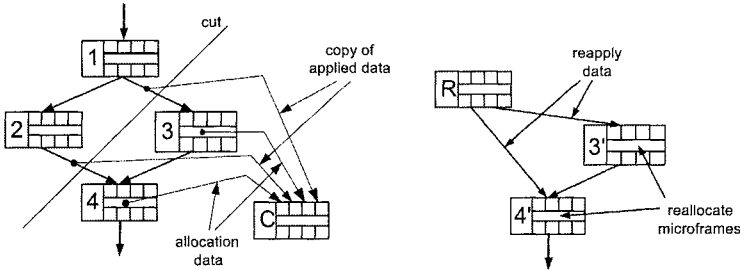 cut
1
copy of
applied data
2
3
4
C
allocation
data
reapply
data
R
3'
4'
reallocate
microframes